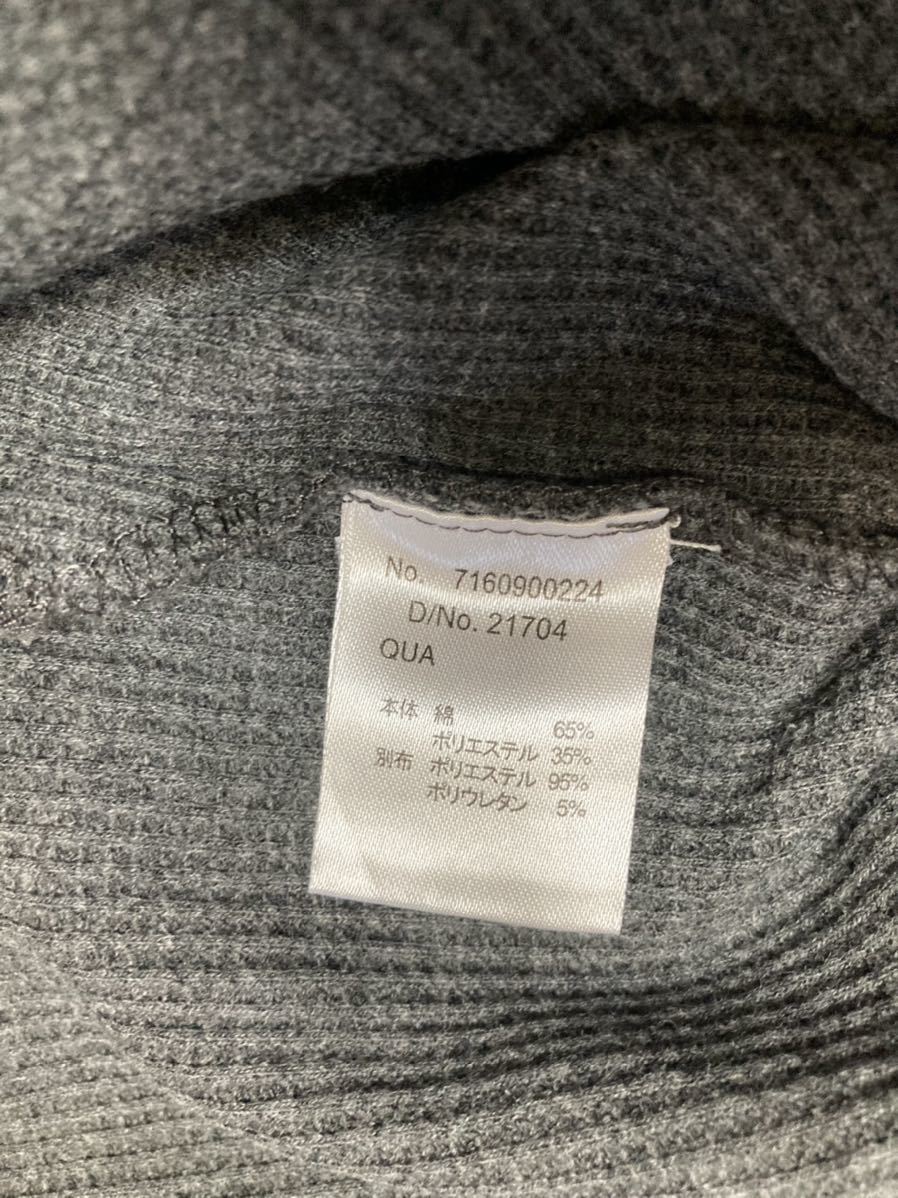 No. 7160900224
D/No. 21704
QUA
本体 綿 65%
ポリエステル 35%
別布 ポリエステル 95%
ポリウレタン 5%